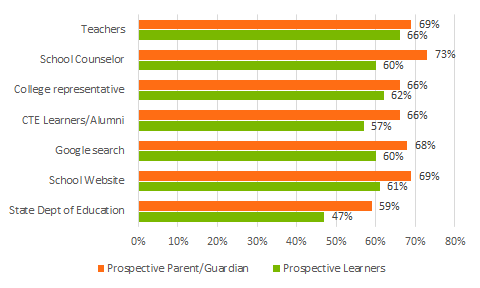 Teachers 69%
66%
School Counselor 73%
60%
College representative 66%
62%
CTE Learners/Alumni 66%
57%
Google search 68%
60%
School Website 69%
61%
State Dept of Education 59%
47%
0% 10% 20% 30% 40% 50% 60% 70% 80%
Prospective Parent/Guardian Prospective Learners